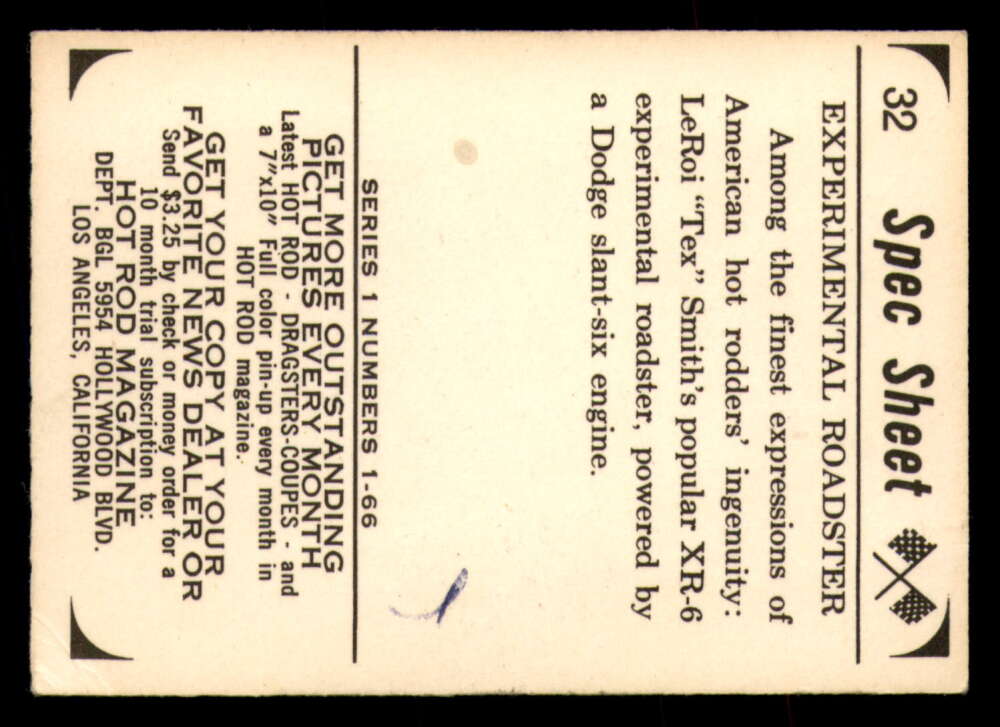 32 Spec Sheet
EXPERIMENTAL ROADSTER
Among the finest expressions of
American hot rodders' ingenuity:
LeRoi “Tex” Smith's popular XR-6
experimental roadster, powered by
a Dodge slant-six engine.
SERIES 1 NUMBERS 1-66
GET MORE OUTSTANDING
PICTURES EVERY MONTH
Latest HOT ROD - DRAGSTERS-COUPES - and
a 7"x10" Full color pin-up every month in
HOT ROD magazine.
GET YOUR COPY AT YOUR
FAVORITE NEWS DEALER OR
Send $3.25 by check or money order for a
10 month trial subscription to:
HOT ROD MAGAZINE
DEPT. BGL 5954 HOLLYWOOD BLVD.
LOS ANGELES, CALIFORNIA